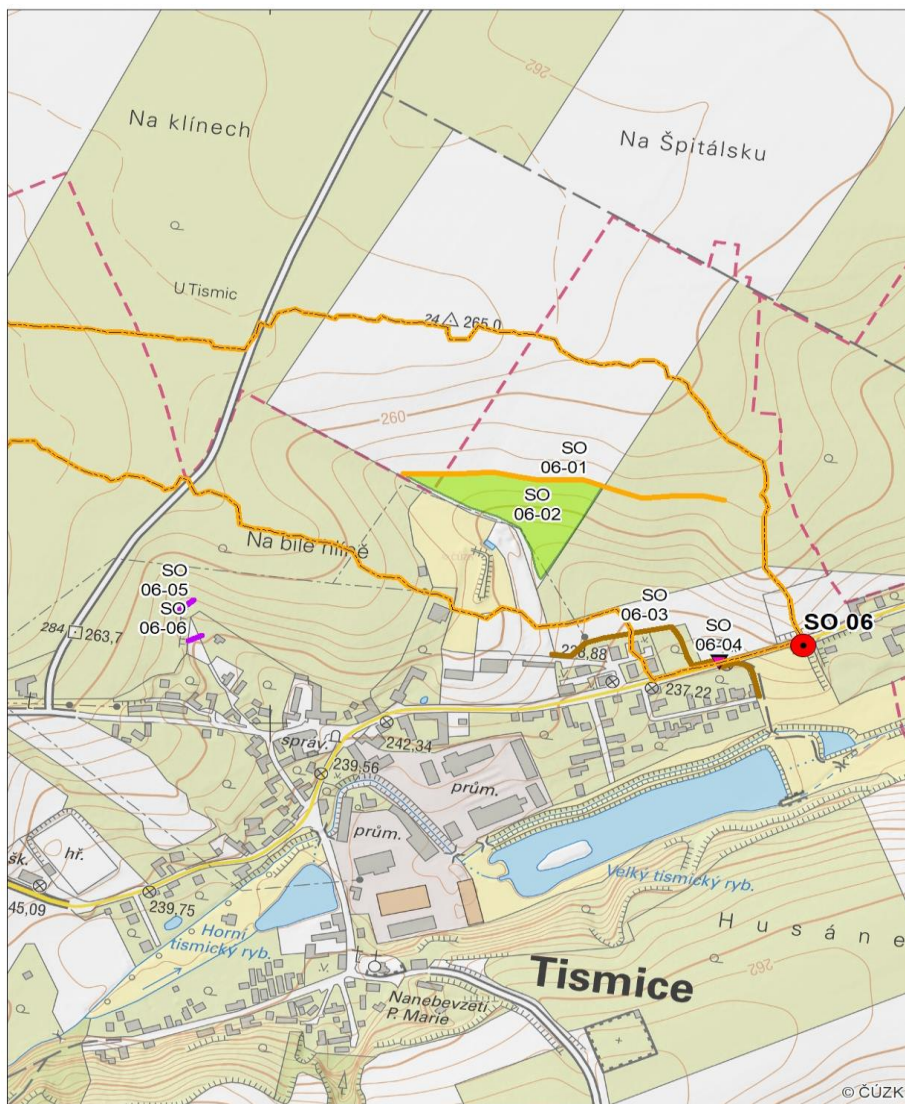 262
Na klínech
Na Špitálsku
U Tismic
24 265,0
260
SO
06-01
SO
06-02
Na bílé hlíně
SO
06-05
SO
06-06
284 263,7
SO
06-03
SO
06-04
SO 06
237,22
správ.
242,34
239,56
prům.
prům.
hř.
šk.
45,09
239,75
Velký tismický ryb.
Horní
tismický ryb.
Husáne
262
Tismice
Nanebevzetí
P. Marie
© ČÚZK